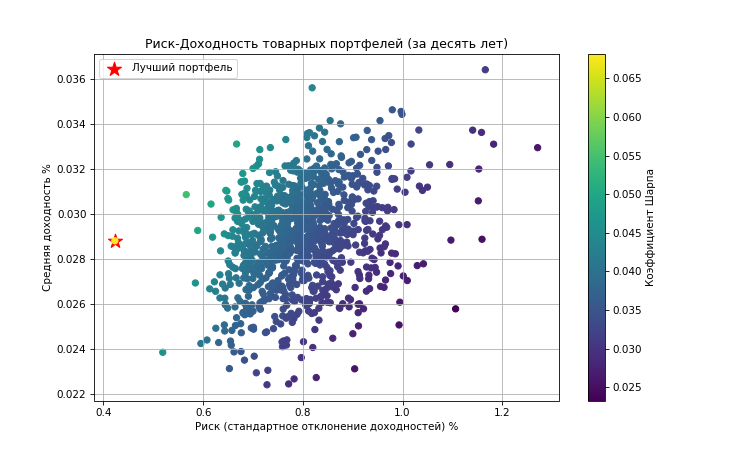 Риск-Доходность товарных портфелей (за десять лет)
Лучший портфель
Средняя доходность %
0.036
0.034
0.032
0.030
0.028
0.026
0.024
0.022
0.4 0.6 0.8 1.0 1.2
Риск (стандартное отклонение доходностей) %
0.065
0.060
0.055
0.050
0.045
0.040
0.035
0.030
0.025
Коэффициент Шарпа